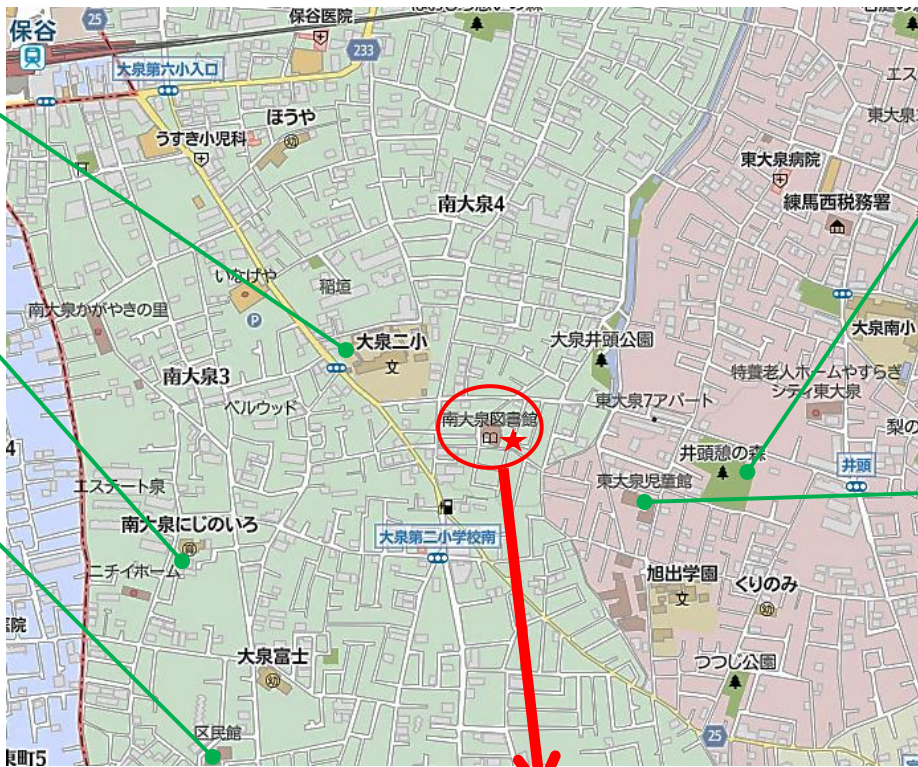 25
保谷
保谷医院
233
大泉第六小入口
ほうや
うすき小児科
東大泉病院
練馬西税務署
南大泉4
いなげや
稲垣
南大泉かがやきの里
P
大泉二小
文
大泉井頭公園
大泉南小
南大泉3
特養老人ホームやすらぎ
シティ東大泉
ベルウッド
東大泉7アパート
南大泉図書館
井頭憩の森
井頭
東大泉児童館
エステート泉
南大泉にじのいろ
大泉第二小学校南
ニチイホーム
旭出学園
文
くりのみ
大泉富士
つつじ公園
区民館
25
東町5